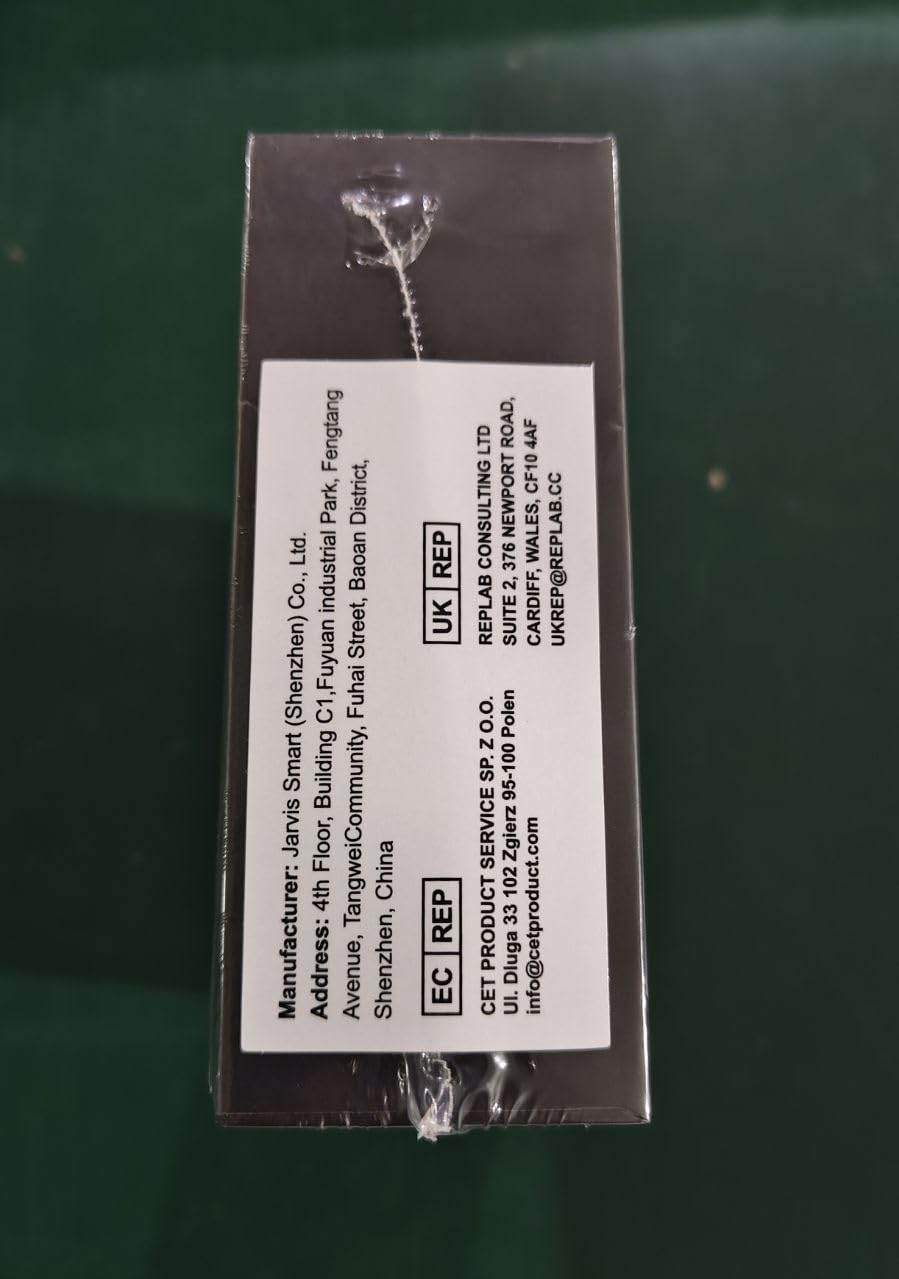 Manufacturer: Jarvis Smart (Shenzhen) Co., Ltd.
Address: 4th Floor, Building C1,Fuyuan industrial Park, Fengtang
Avenue, TangweiCommunity, Fuhai Street, Baoan District,
Shenzhen, China
EC REP
CET PRODUCT SERVICE SP. Z O.O.
Ul. Dluga 33 102 Zgierz 95-100 Polen
info@cetproduct.com
UK REP
REPLAB CONSULTING LTD
SUITE 2, 376 NEWPORT ROAD,
CARDIFF, WALES, CF10 4AF
UKREP@REPLAB.CC